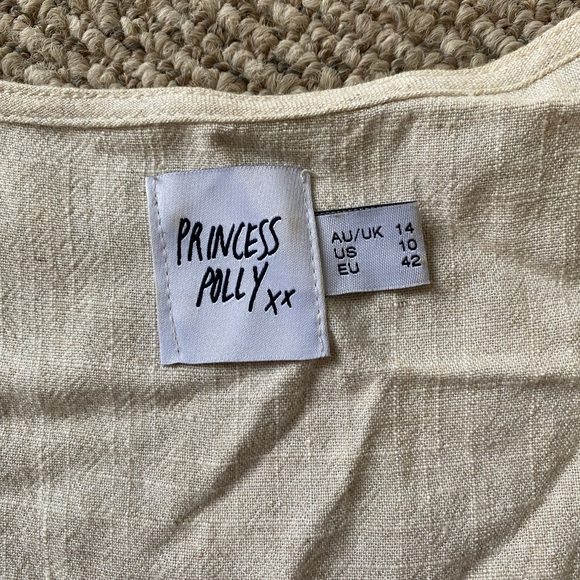 PRINCESS
POLLY xx
AU/UK 14
US 10
EU 42